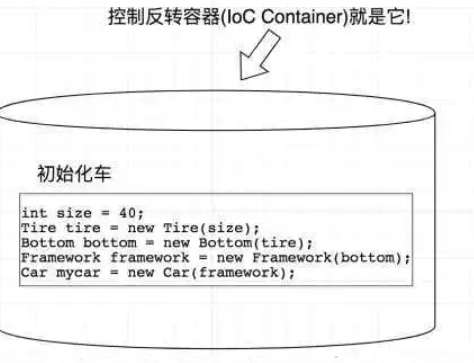 控制反转容器(IoC Container)就是它!
初始化车
int size = 40;
Tire tire = new Tire(size);
Bottom bottom = new Bottom(tire);
Framework framework = new Framework(bottom);
Car mycar = new Car(framework);